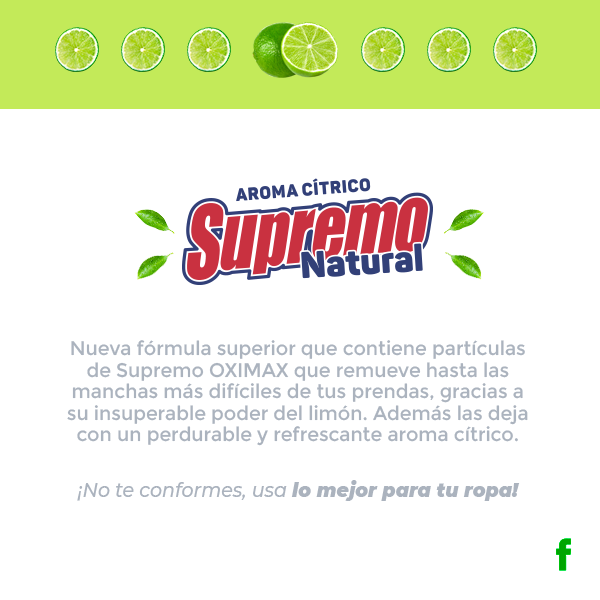 AROMA CÍTRICO
Supremo
Natural
Nueva fórmula superior que contiene partículas
de Supremo OXIMAX que remueve hasta las
manchas más difíciles de tus prendas, gracias a
su insuperable poder del limón. Además las deja
con un perdurable y refrescante aroma cítrico.
¡No te conformes, usa lo mejor para tu ropa!
f